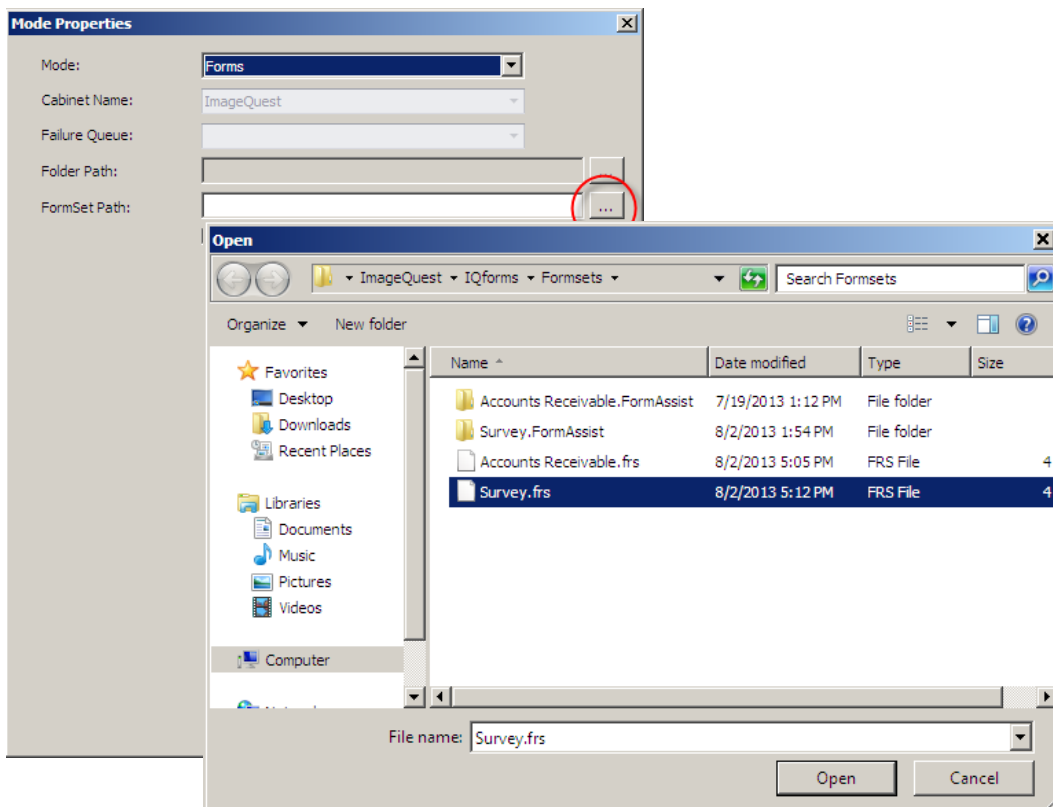 Mode Properties
Mode: Forms
Cabinet Name: ImageQuest
Failure Queue:
Folder Path: ...
FormSet Path: ...
Open
ImageQuest IQforms Formsets Search Formsets
Organize New folder
Name Date modified Type Size
Favorites
Desktop
Downloads
Recent Places
Libraries
Documents
Music
Pictures
Videos
Computer
Accounts Receivable.FormAssist 7/19/2013 1:12 PM File folder
Survey.FormAssist 8/2/2013 1:54 PM File folder
Accounts Receivable.frs 8/2/2013 5:05 PM FRS File 4
Survey.frs 8/2/2013 5:12 PM FRS File 4
File name: Survey.frs
Open Cancel